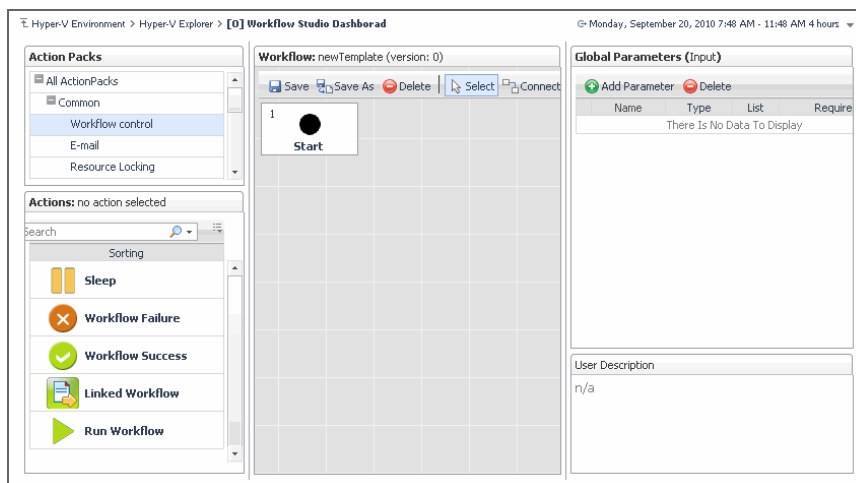 Hyper-V Environment > Hyper-V Explorer > [0] Workflow Studio Dashborad
Monday, September 20, 2010 7:48 AM - 11:48 AM 4 hours
Action Packs
All ActionPacks
Common
Workflow control
E-mail
Resource Locking
Actions: no action selected
Search
Sorting
Sleep
Workflow Failure
Workflow Success
Linked Workflow
Run Workflow
Workflow: newTemplate (version: 0)
Save Save As Delete Select Connect
1
Start
Global Parameters (Input)
Add Parameter Delete
Name Type List Require
There Is No Data To Display
User Description
n/a